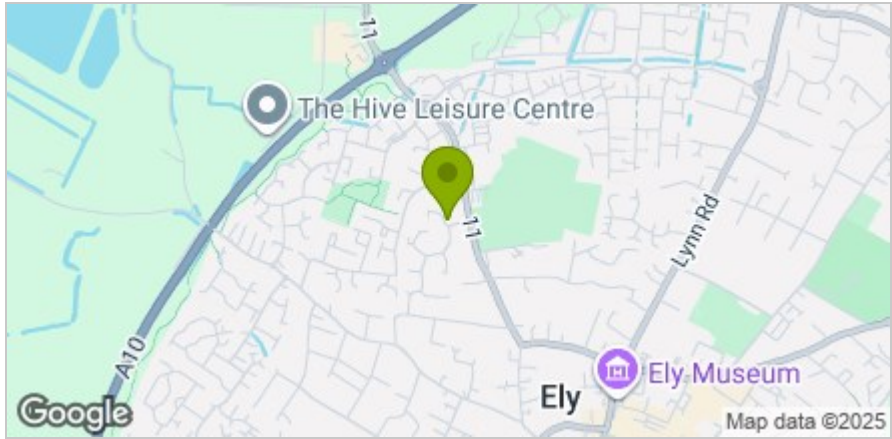 11
The Hive Leisure Centre
11
Lynn Rd
A10
Ely Museum
Ely
Google
Map data ©2025